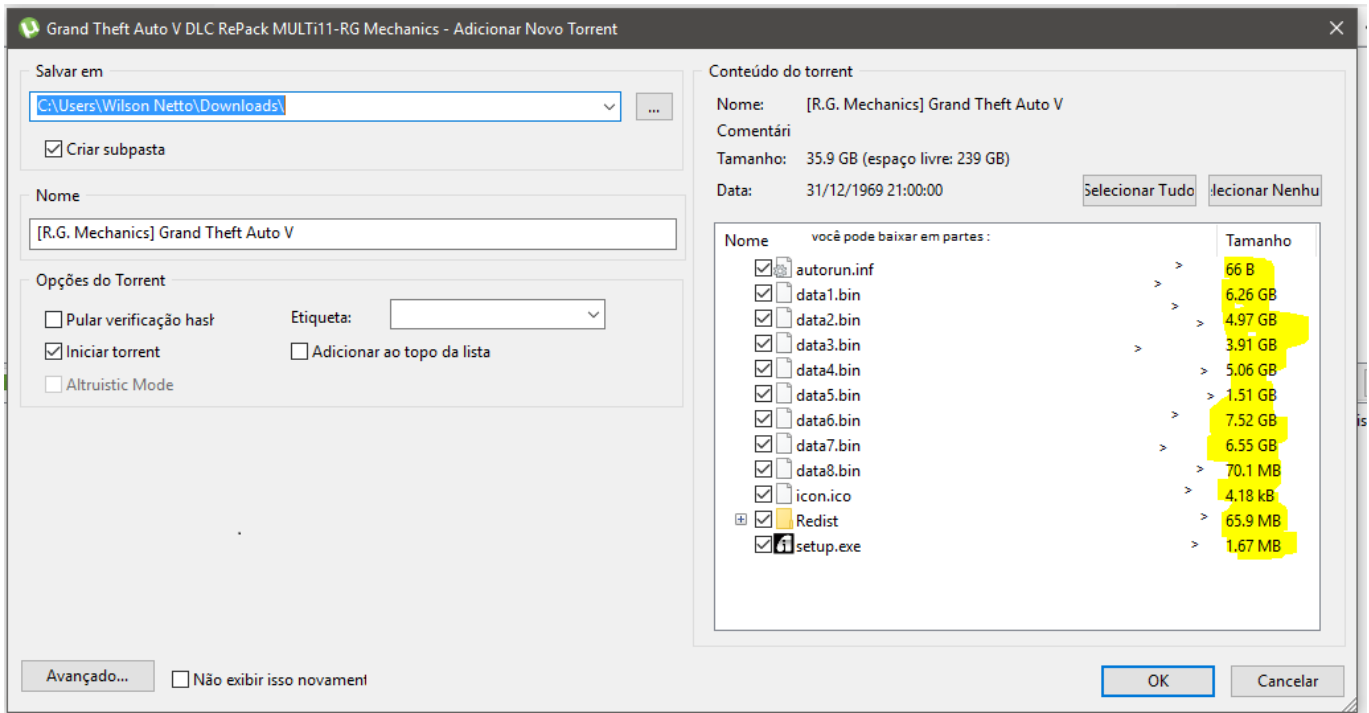 Grand Theft Auto V DLC RePack MULTi11-RG Mechanics - Adicionar Novo Torrent
Salvar em
C:\Users\Wilson Netto\Downloads\
...
Criar subpasta
Nome
[R.G. Mechanics] Grand Theft Auto V
Opções do Torrent
Pular verificação hash
Etiqueta:
Iniciar torrent
Adicionar ao topo da lista
Altruistic Mode
Avançado...
Não exibir isso novament
Conteúdo do torrent
Nome: [R.G. Mechanics] Grand Theft Auto V
Comentári
Tamanho: 35.9 GB (espaço livre: 239 GB)
Data: 31/12/1969 21:00:00
Selecionar Tudo
lecionar Nenhu
Nome você pode baixar em partes : Tamanho
autorun.inf > 66 B
data1.bin > 6.26 GB
data2.bin > 4.97 GB
data3.bin > 3.91 GB
data4.bin > 5.06 GB
data5.bin > 1.51 GB
data6.bin > 7.52 GB
data7.bin > 6.55 GB
data8.bin > 70.1 MB
icon.ico > 4.18 kB
Redist > 65.9 MB
setup.exe > 1.67 MB
OK
Cancelar
is